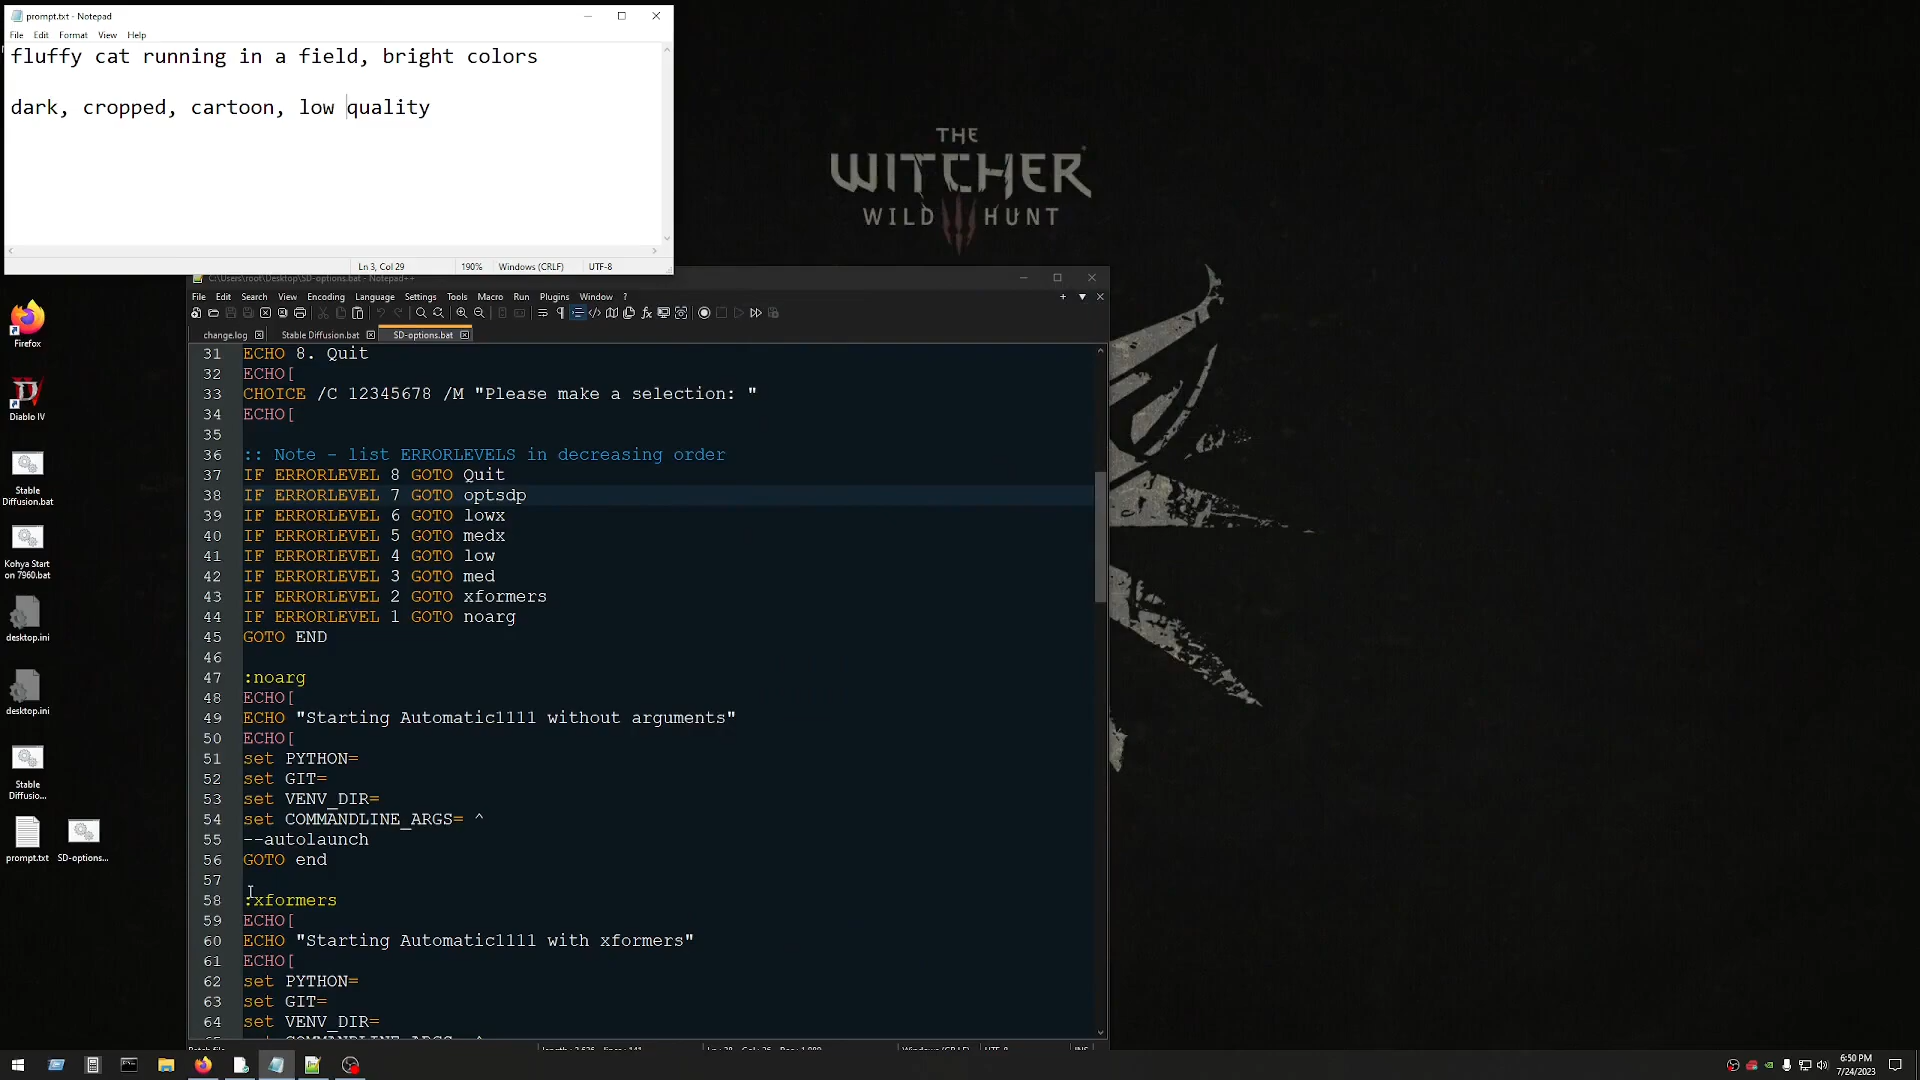 prompt.txt - Notepad
File Edit Format View Help
fluffy cat running in a field, bright colors
dark, cropped, cartoon, low quality
Ln 3, Col 29 190% Windows (CRLF) UTF-8
THE
WITCHER
WILD HUNT
C:\Users\root\Desktop\SD-options.bat - Notepad++
File Edit Search View Encoding Language Settings Tools Macro Run Plugins Window ?
change.log Stable Diffusion.bat SD-options.bat
31 ECHO 8. Quit
32 ECHO[
33 CHOICE /C 12345678 /M "Please make a selection: "
34 ECHO[
35
36 :: Note - list ERRORLEVELS in decreasing order
37 IF ERRORLEVEL 8 GOTO Quit
38 IF ERRORLEVEL 7 GOTO optsdp
39 IF ERRORLEVEL 6 GOTO lowx
40 IF ERRORLEVEL 5 GOTO medx
41 IF ERRORLEVEL 4 GOTO low
42 IF ERRORLEVEL 3 GOTO med
43 IF ERRORLEVEL 2 GOTO xformers
44 IF ERRORLEVEL 1 GOTO noarg
45 GOTO END
46
47 :noarg
48 ECHO[
49 ECHO "Starting Automatic1111 without arguments"
50 ECHO[
51 set PYTHON=
52 set GIT=
53 set VENV_DIR=
54 set COMMANDLINE_ARGS= ^
55 --autolaunch
56 GOTO end
57
58 :xformers
59 ECHO[
60 ECHO "Starting Automatic1111 with xformers"
61 ECHO[
62 set PYTHON=
63 set GIT=
64 set VENV_DIR=
Firefox
Diablo IV
Stable
Diffusion.bat
Kohya Start
on 7960.bat
desktop.ini
desktop.ini
Stable
Diffusio...
prompt.txt SD-options...
6:50 PM
7/24/2023